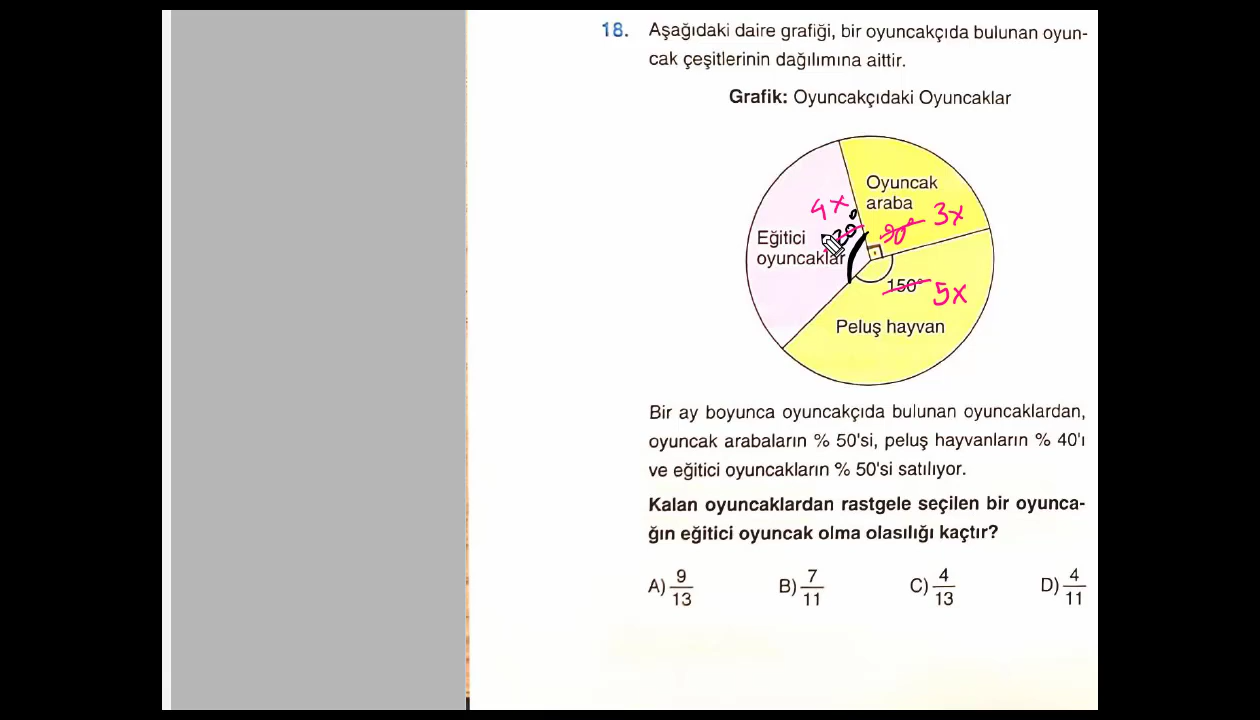 18. Aşağıdaki daire grafiği, bir oyuncakçıda bulunan oyun-
cak çeşitlerinin dağılımına aittir.
Grafik: Oyuncakçıdaki Oyuncaklar
Oyuncak
araba
4x
3x
90°
Eğitici
oyuncaklar
150°
5x
Peluş hayvan
Bir ay boyunca oyuncakçıda bulunan oyuncaklardan,
oyuncak arabaların % 50'si, peluş hayvanların % 40'ı
ve eğitici oyuncakların % 50'si satılıyor.
Kalan oyuncaklardan rastgele seçilen bir oyunca-
ğın eğitici oyuncak olma olasılığı kaçtır?
A) 9/13 B) 7/11 C) 4/13 D) 4/11